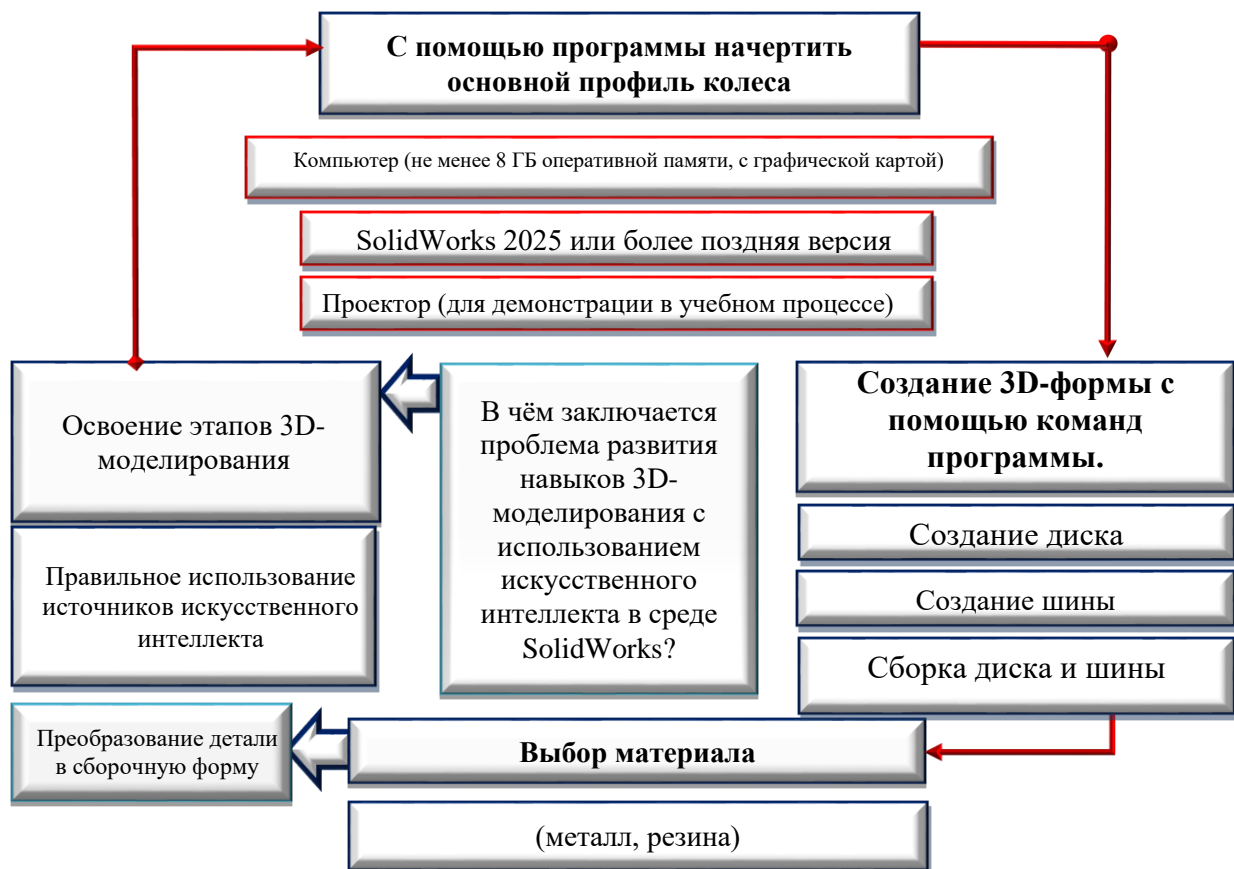 С помощью программы начертить
основной профиль колеса
Компьютер (не менее 8 ГБ оперативной памяти, с графической картой)
SolidWorks 2025 или более поздняя версия
Проектор (для демонстрации в учебном процессе)
Освоение этапов 3D-
моделирования
Правильное использование
источников искусственного
интеллекта
В чём заключается
проблема развития
навыков 3D-
моделирования с
использованием
искусственного
интеллекта в среде
SolidWorks?
Создание 3D-формы с
помощью команд
программы.
Создание диска
Создание шины
Сборка диска и шины
Преобразование детали
в сборочную форму
Выбор материала
(металл, резина)